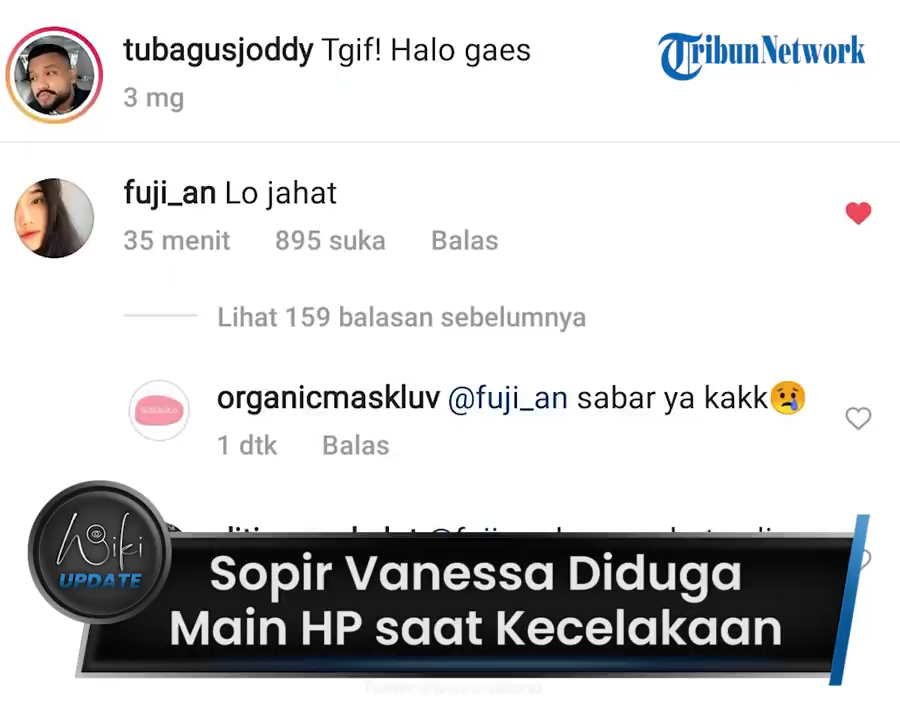 tubagusjoddy Tgif! Halo gaes
TribunNetwork
3 mg
fuji_an Lo jahat
35 menit 895 suka Balas
Lihat 159 balasan sebelumnya
organicmaskluv @fuji_an sabar ya kakk😢
1 dtk Balas
Wiki
UPDATE
Sopir Vanessa Diduga
Main HP saat Kecelakaan